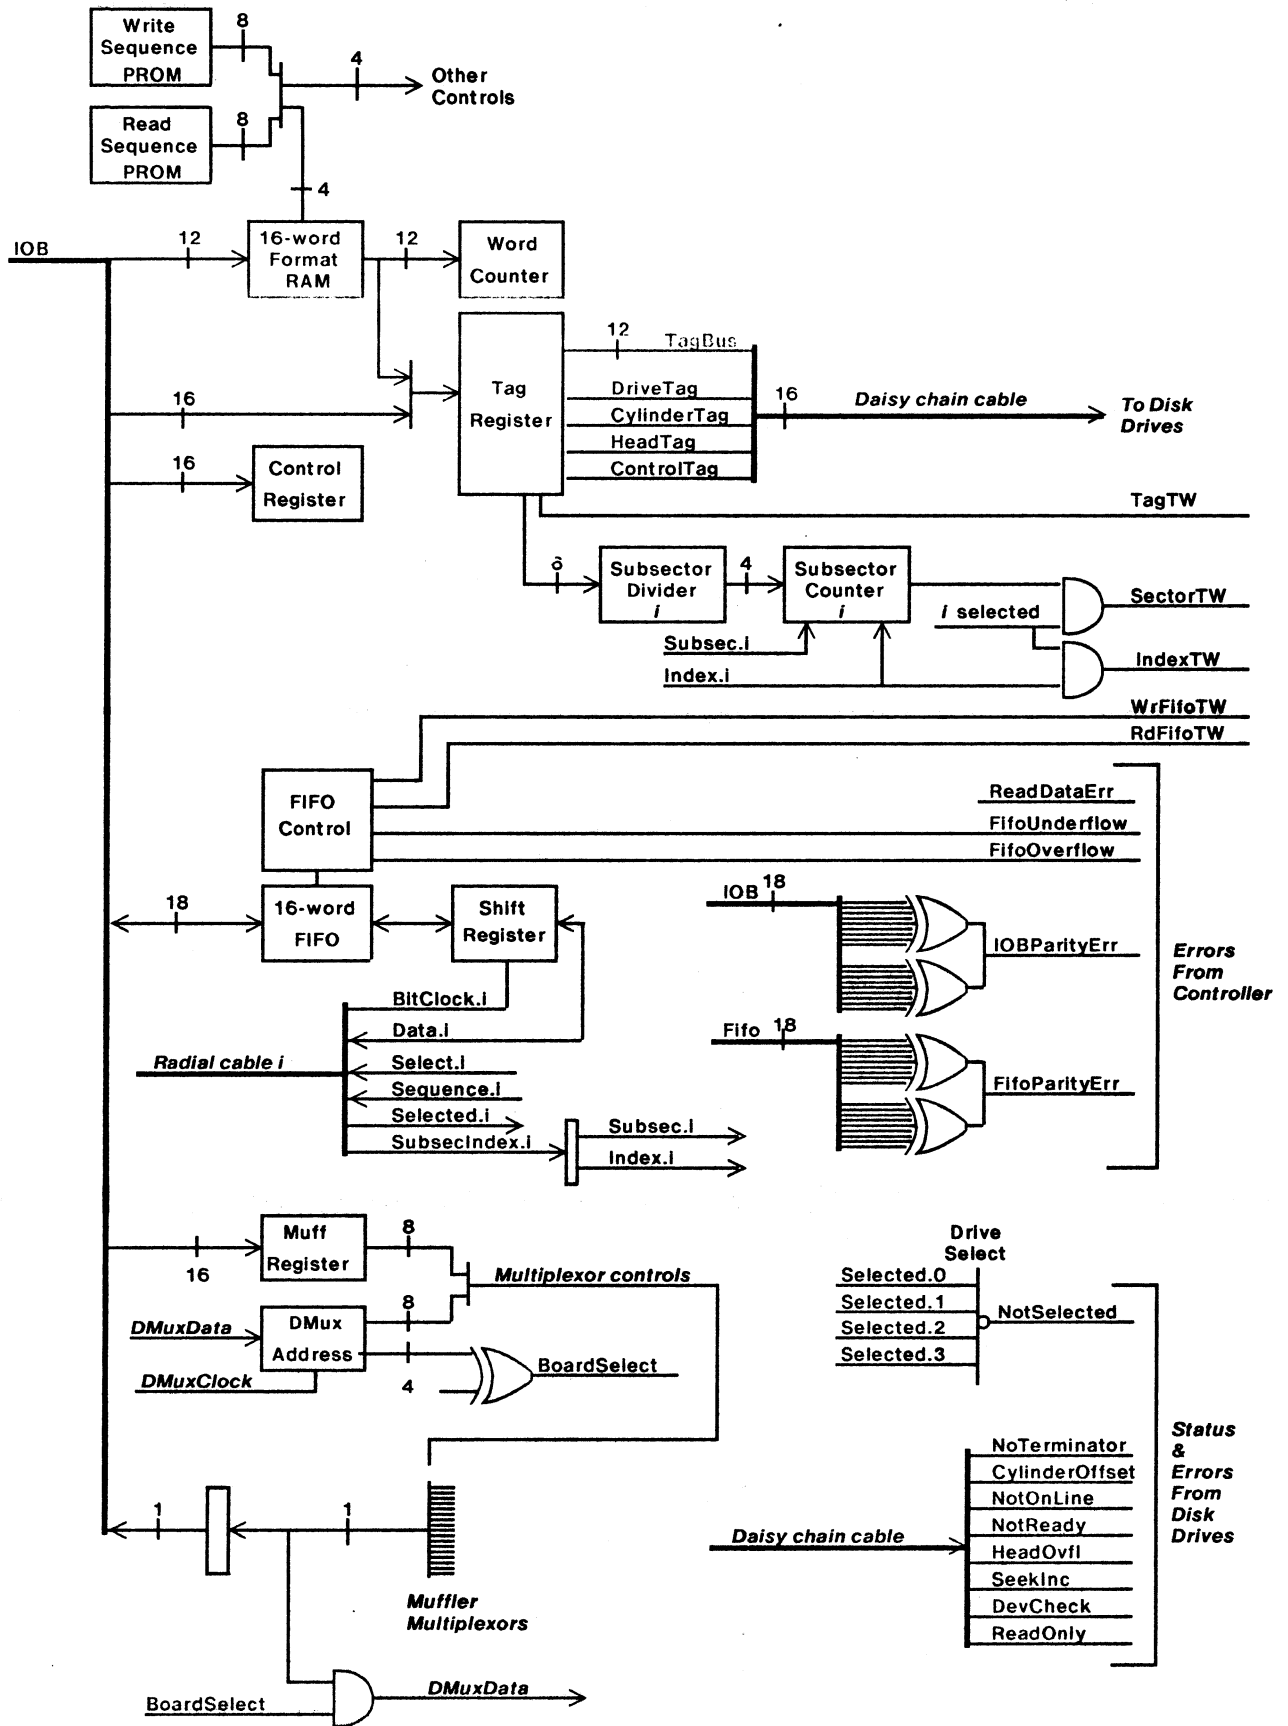 Write
Sequence
PROM
8
4
Other
Controls
Read
Sequence
PROM
8
4
IOB
12
16-word
Format
RAM
12
Word
Counter
12
TagBus
Tag
Register
DriveTag
CylinderTag
HeadTag
ControlTag
16
Daisy chain cable
To Disk
Drives
16
16
Control
Register
TagTW
6
Subsector
Divider
i
4
Subsector
Counter
i
i selected
SectorTW
Subsec.i
Index.i
IndexTW
WrFifoTW
RdFifoTW
FIFO
Control
ReadDataErr
FifoUnderflow
FifoOverflow
18
16-word
FIFO
Shift
Register
IOB
18
IOBParityErr
Errors
From
Controller
BitClock.i
Data.i
Radial cable i
Select.i
Sequence.i
Selected.i
SubsecIndex.i
Subsec.i
Index.i
Fifo
18
FifoParityErr
16
Muff
Register
8
Multiplexor controls
DMuxData
DMux
Address
8
DMuxClock
4
BoardSelect
Drive
Select
Selected.0
Selected.1
Selected.2
Selected.3
NotSelected
1
1
Muffler
Multiplexors
Daisy chain cable
NoTerminator
CylinderOffset
NotOnLine
NotReady
HeadOvfl
SeekInc
DevCheck
ReadOnly
Status
&
Errors
From
Disk
Drives
BoardSelect
DMuxData